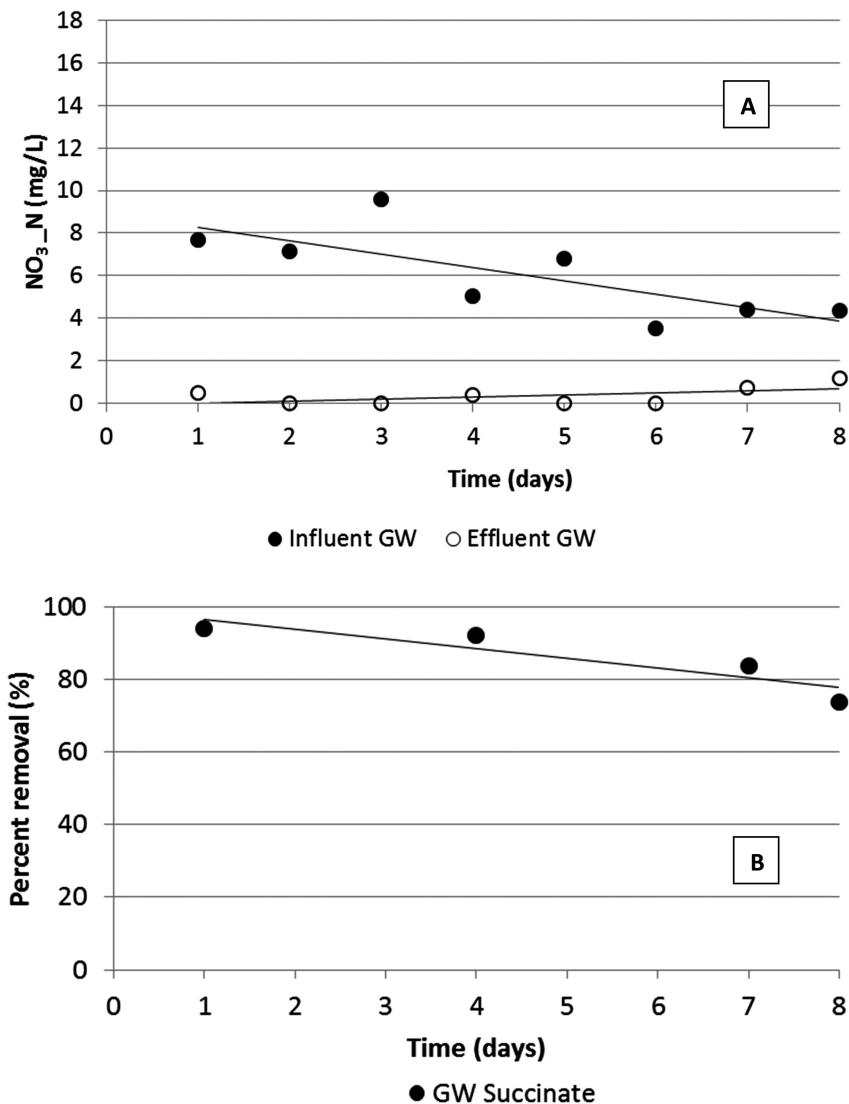 18
16
14
12
10
8
6
4
2
0
NO₃_N (mg/L)
A
0 1 2 3 4 5 6 7 8
Time (days)
Influent GW Effluent GW
100
80
60
40
20
0
Percent removal (%)
B
0 1 2 3 4 5 6 7 8
Time (days)
GW Succinate